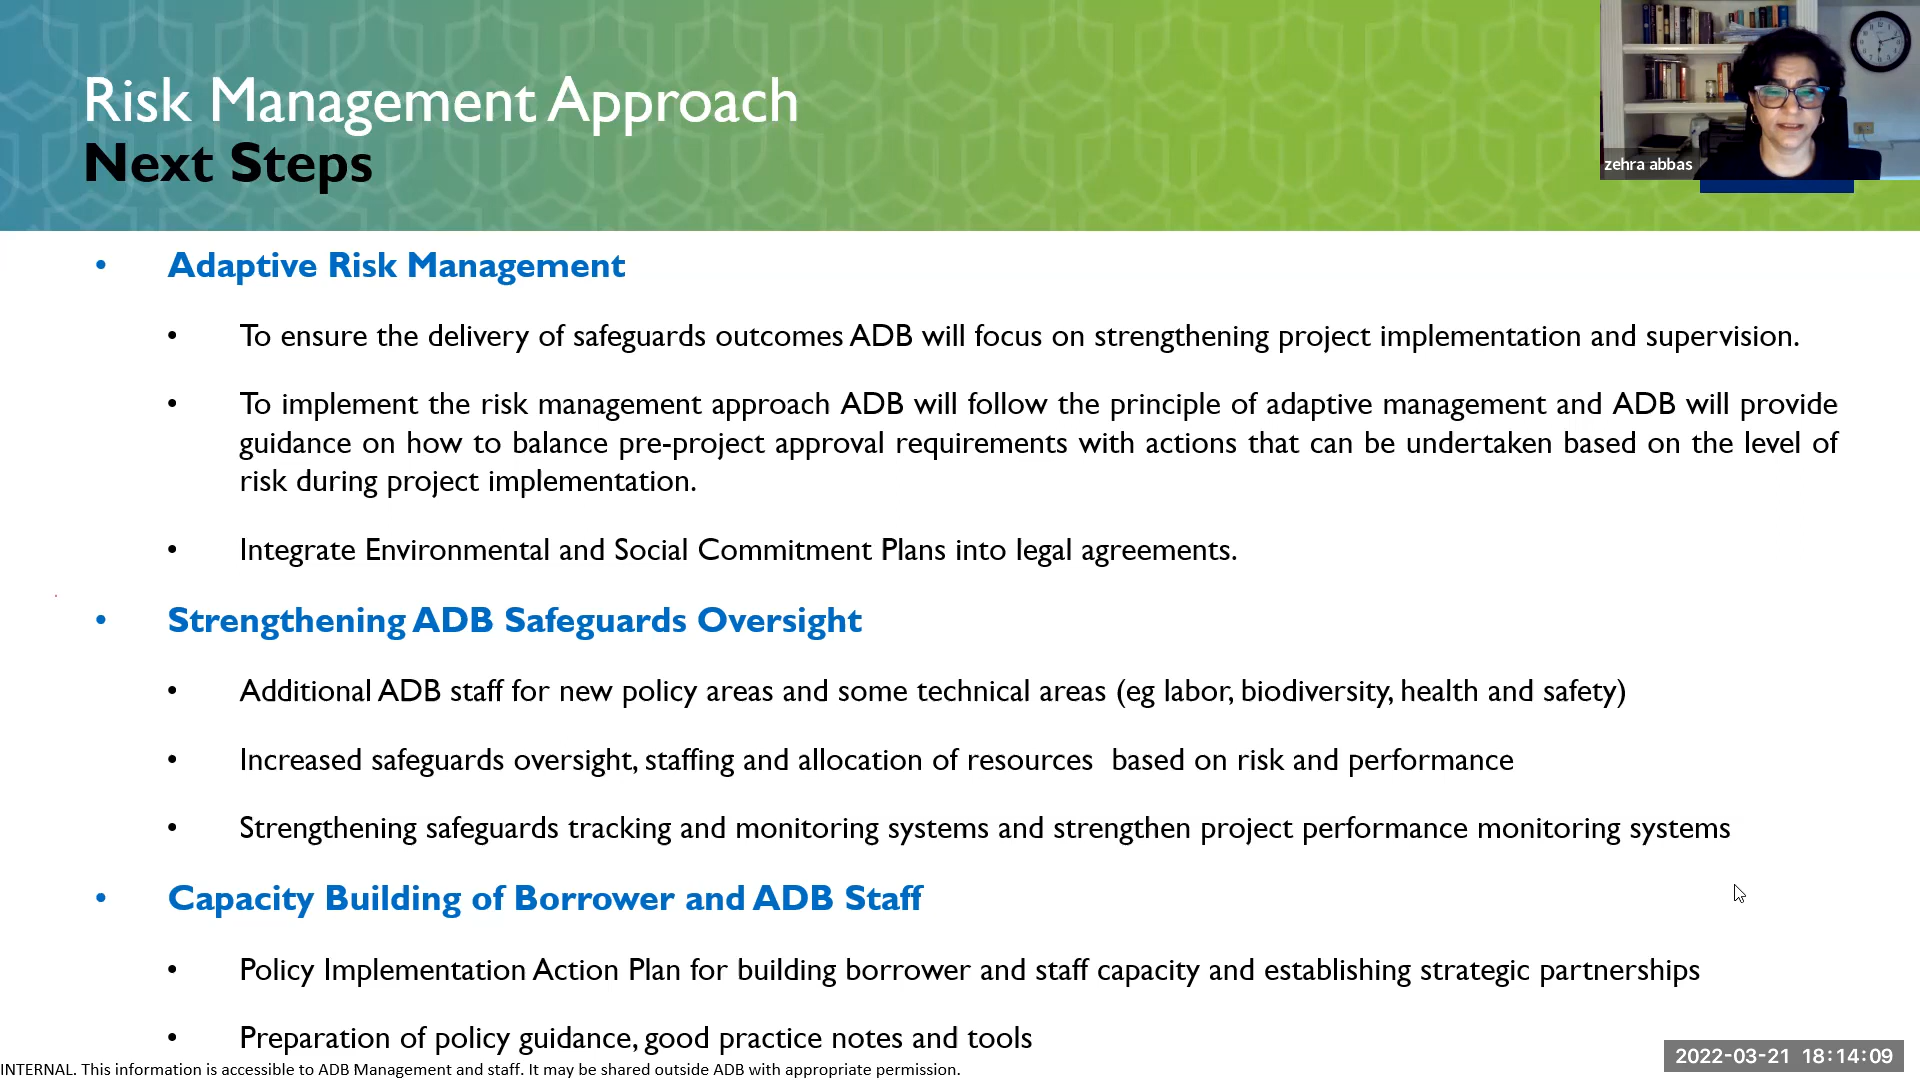 Risk Management Approach
Next Steps
zehra abbas
• Adaptive Risk Management
• To ensure the delivery of safeguards outcomes ADB will focus on strengthening project implementation and supervision.
• To implement the risk management approach ADB will follow the principle of adaptive management and ADB will provide
guidance on how to balance pre-project approval requirements with actions that can be undertaken based on the level of
risk during project implementation.
• Integrate Environmental and Social Commitment Plans into legal agreements.
• Strengthening ADB Safeguards Oversight
• Additional ADB staff for new policy areas and some technical areas (eg labor, biodiversity, health and safety)
• Increased safeguards oversight, staffing and allocation of resources  based on risk and performance
• Strengthening safeguards tracking and monitoring systems and strengthen project performance monitoring systems
• Capacity Building of Borrower and ADB Staff
• Policy Implementation Action Plan for building borrower and staff capacity and establishing strategic partnerships
• Preparation of policy guidance, good practice notes and tools
INTERNAL. This information is accessible to ADB Management and staff. It may be shared outside ADB with appropriate permission.
2022-03-21 18:14:09